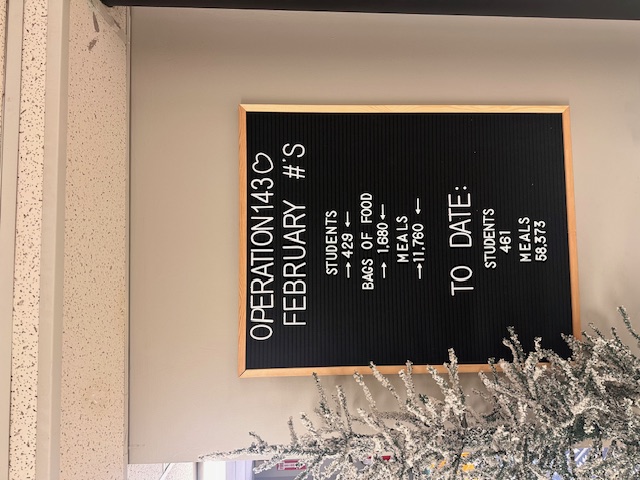 OPERATION143♡
FEBRUARY #'S
STUDENTS
→ 429 ←
BAGS OF FOOD
→ 1,680 ←
MEALS
→11,760 ←
TO DATE:
STUDENTS
461
MEALS
58,373